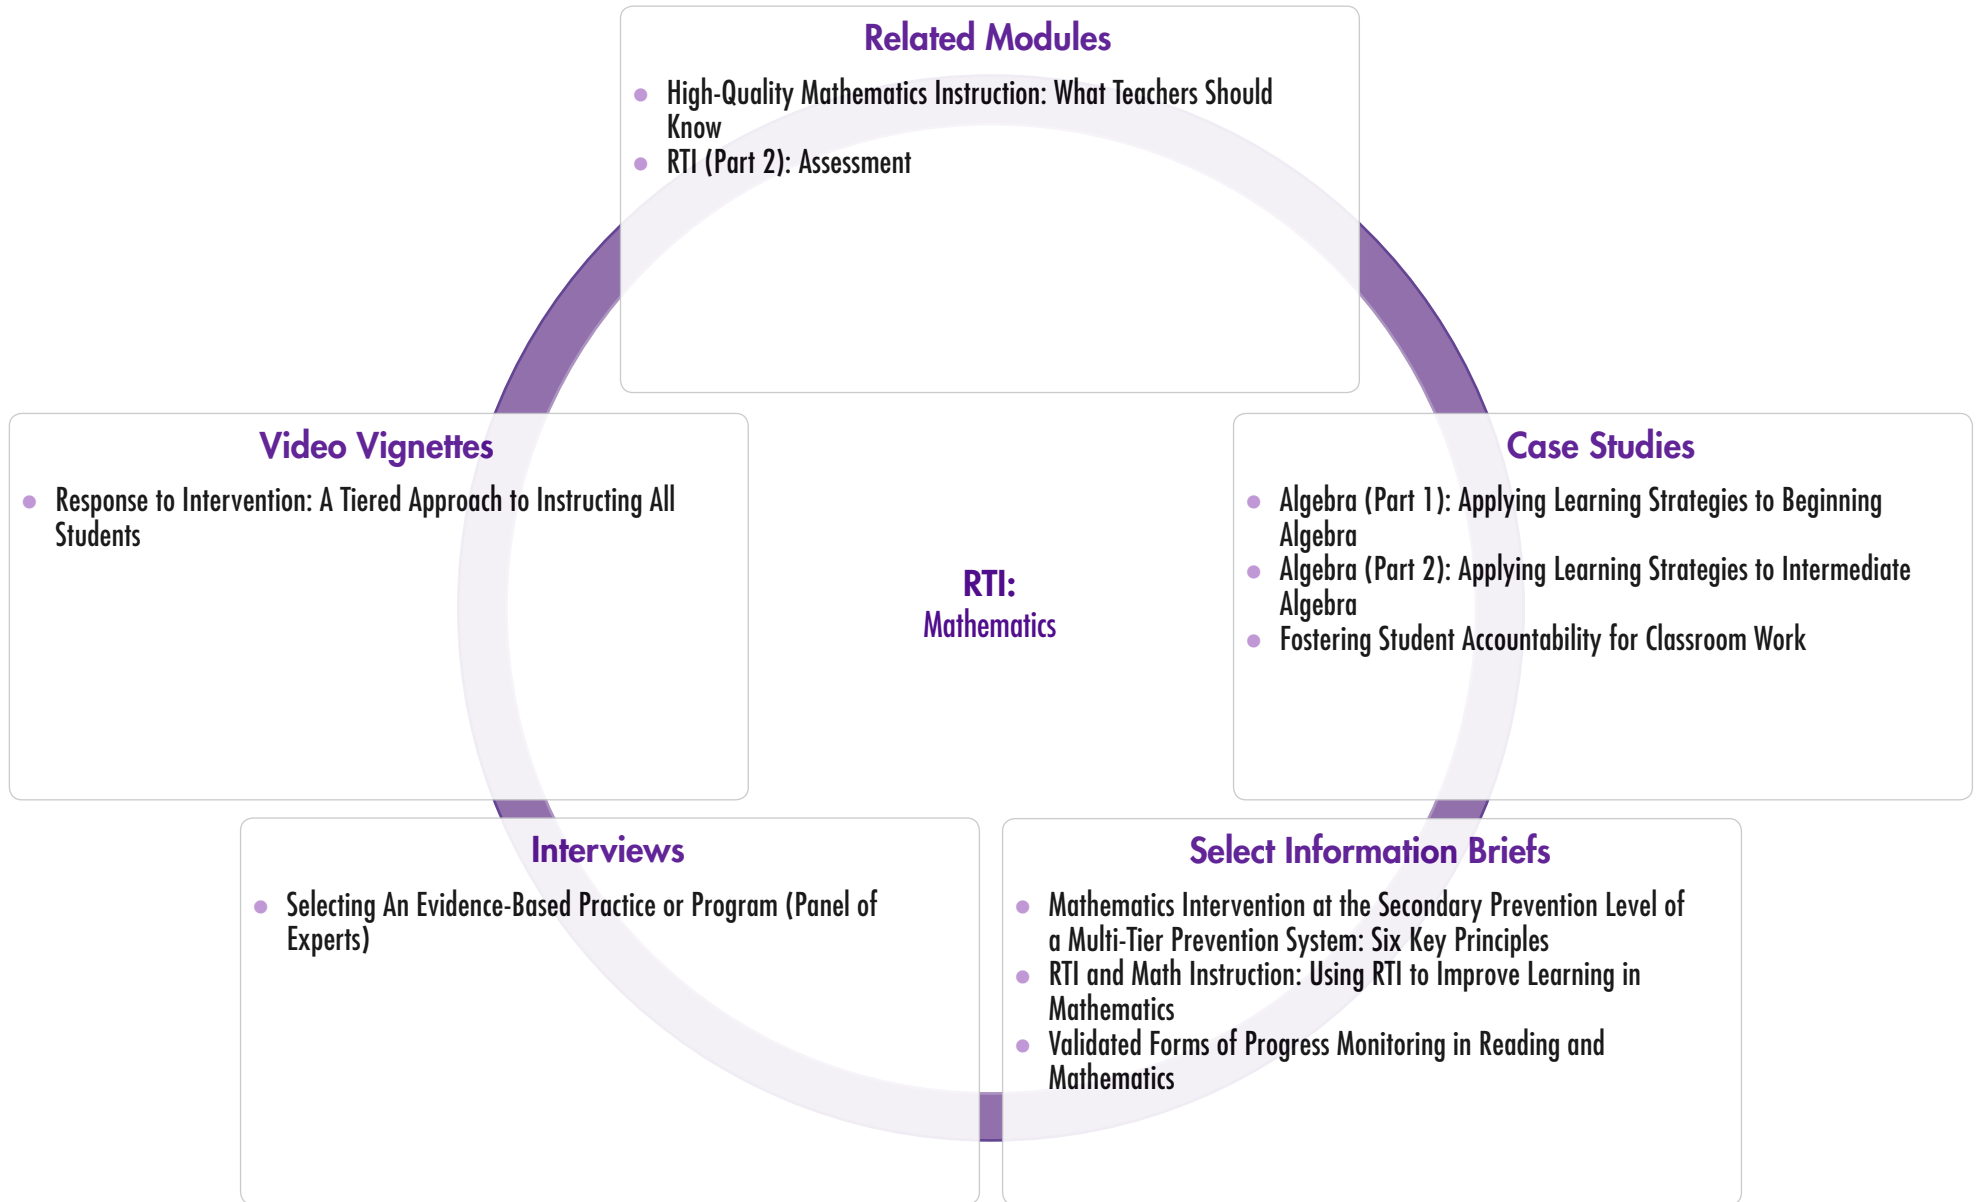 Related Modules
High-Quality Mathematics Instruction: What Teachers Should
Know
RTI (Part 2): Assessment
Video Vignettes
Response to Intervention: A Tiered Approach to Instructing All
Students
RTI:
Mathematics
Case Studies
Algebra (Part 1): Applying Learning Strategies to Beginning
Algebra
Algebra (Part 2): Applying Learning Strategies to Intermediate
Algebra
Fostering Student Accountability for Classroom Work
Interviews
Selecting An Evidence-Based Practice or Program (Panel of
Experts)
Select Information Briefs
Mathematics Intervention at the Secondary Prevention Level of
a Multi-Tier Prevention System: Six Key Principles
RTI and Math Instruction: Using RTI to Improve Learning in
Mathematics
Validated Forms of Progress Monitoring in Reading and
Mathematics